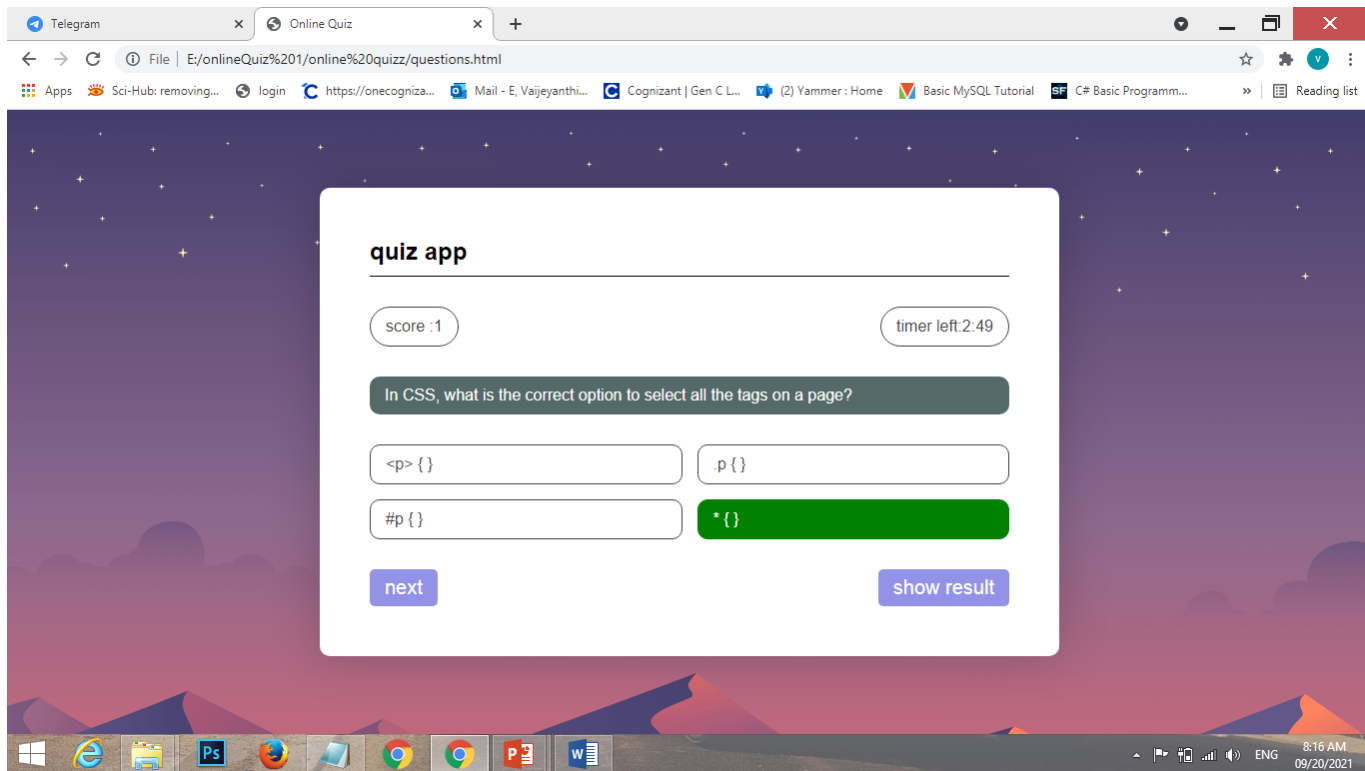 Telegram
Online Quiz
File | E:/onlineQuiz%201/online%20quizz/questions.html
V
Apps Sci-Hub: removing... login https://onecogniza... Mail - E, Vaijeyanthi... Cognizant | Gen C L... (2) Yammer : Home Basic MySQL Tutorial SF C# Basic Programm... » Reading list
quiz app
score :1
timer left:2:49
In CSS, what is the correct option to select all the tags on a page?
<p> { }
.p { }
#p { }
* { }
next
show result
Ps
ENG
8:16 AM
09/20/2021